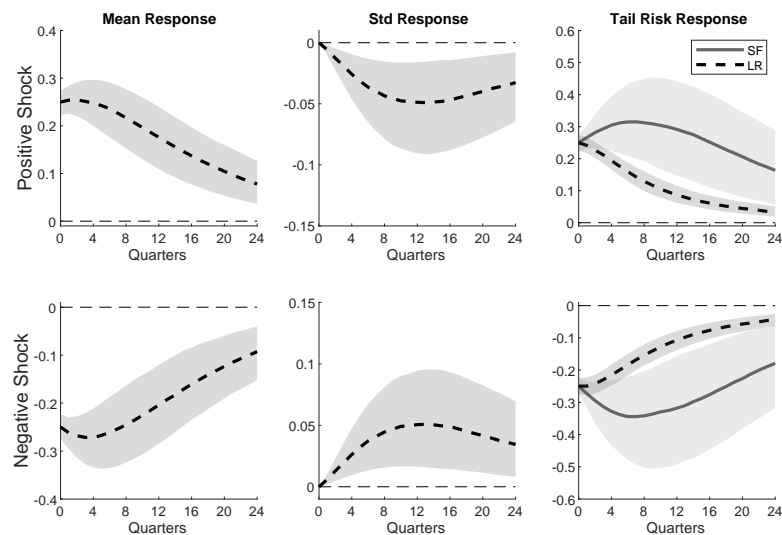 Mean Response
Std Response
Tail Risk Response
Positive Shock
0.4
0.3
0.2
0.1
0
0 4 8 12 16 20 24
Quarters
0
-0.05
-0.1
-0.15
0 4 8 12 16 20 24
Quarters
0.6
0.5
0.4
0.3
0.2
0.1
0
SF
LR
0 4 8 12 16 20 24
Quarters
Negative Shock
0
-0.1
-0.2
-0.3
-0.4
0 4 8 12 16 20 24
Quarters
0.15
0.1
0.05
0
0 4 8 12 16 20 24
Quarters
0
-0.1
-0.2
-0.3
-0.4
-0.5
-0.6
0 4 8 12 16 20 24
Quarters